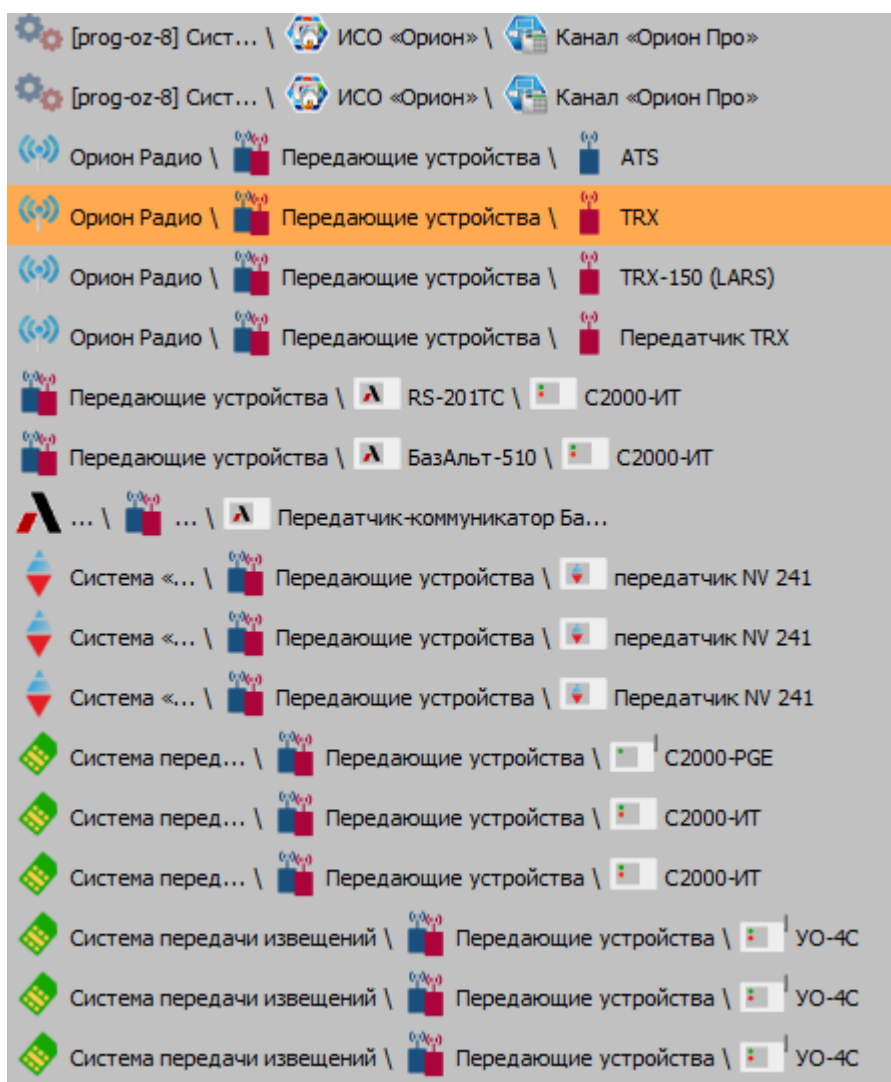 [prog-oz-8] Сист... \ ИСО «Орион» \ Канал «Орион Про»
[prog-oz-8] Сист... \ ИСО «Орион» \ Канал «Орион Про»
Орион Радио \ Передающие устройства \ ATS
Орион Радио \ Передающие устройства \ TRX
Орион Радио \ Передающие устройства \ TRX-150 (LARS)
Орион Радио \ Передающие устройства \ Передатчик TRX
Передающие устройства \ RS-201TC \ С2000-ИТ
Передающие устройства \ БазАльт-510 \ С2000-ИТ
... \ ... \ Передатчик-коммуникатор Ба...
Система «... \ Передающие устройства \ передатчик NV 241
Система «... \ Передающие устройства \ передатчик NV 241
Система «... \ Передающие устройства \ Передатчик NV 241
Система перед... \ Передающие устройства \ С2000-PGE
Система перед... \ Передающие устройства \ С2000-ИТ
Система перед... \ Передающие устройства \ С2000-ИТ
Система передачи извещений \ Передающие устройства \ УО-4С
Система передачи извещений \ Передающие устройства \ УО-4С
Система передачи извещений \ Передающие устройства \ УО-4С